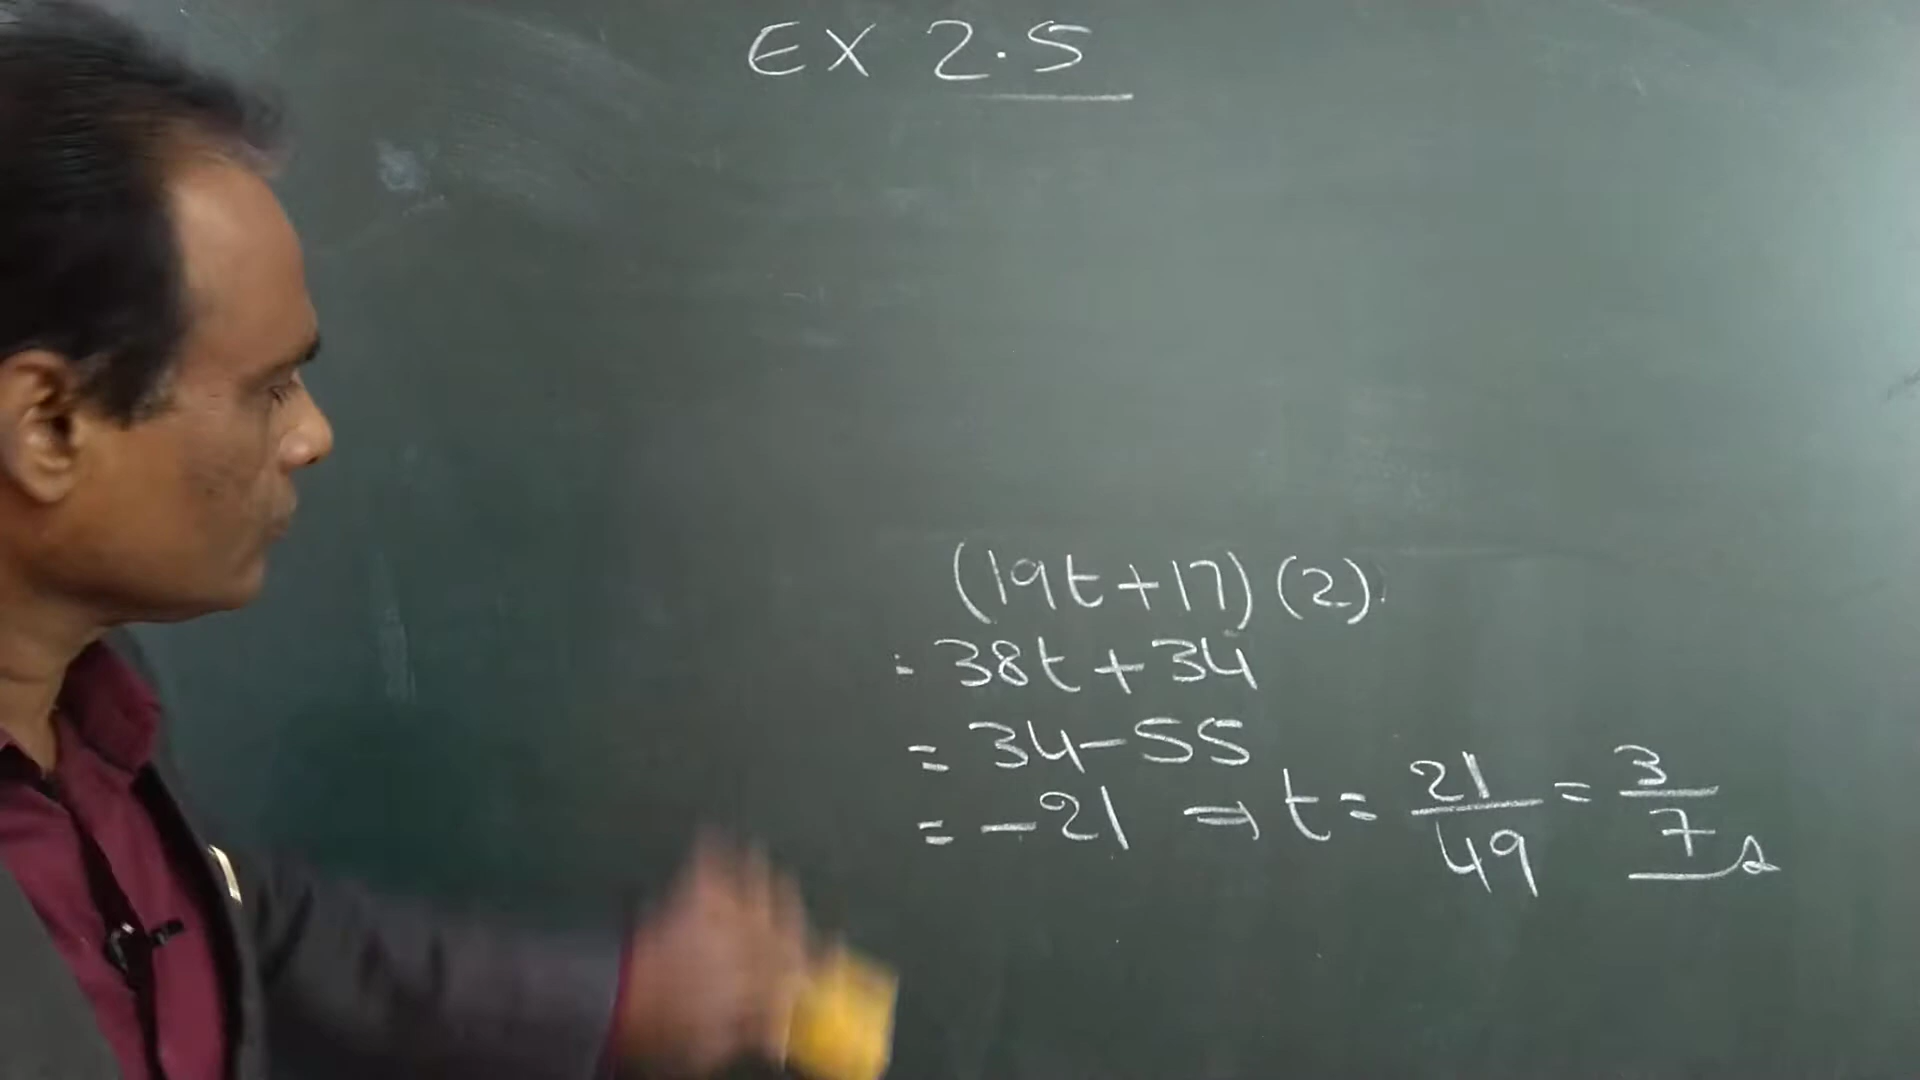 EX 2.5
(19t+17)(2)
= 38t+34
= 34-55
= -21 ⇒ t = 21/49 = 3/7